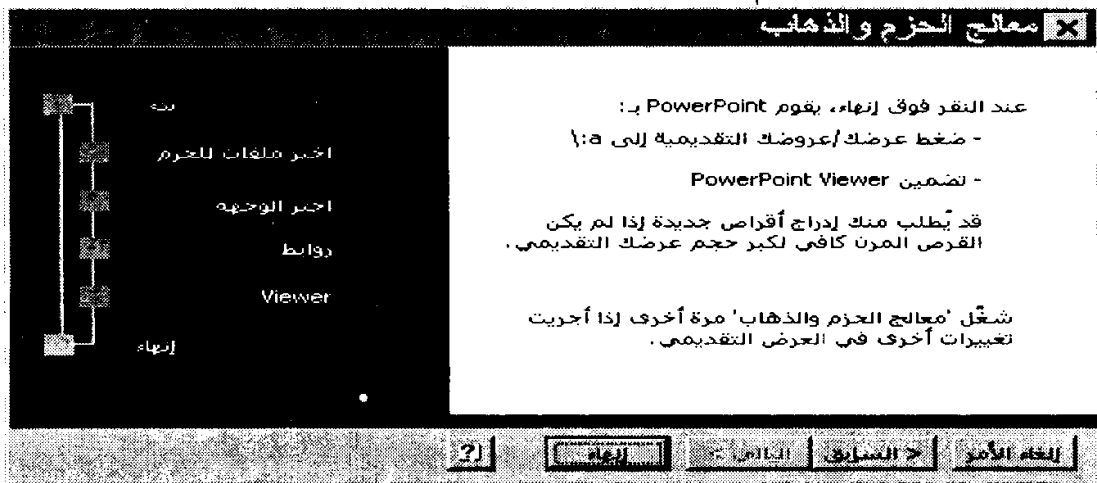 معالج الحزم والذهاب
عند النقر فوق إنهاء، يقوم PowerPoint بـ:
- ضغط عرضك/عروضك التقديمية إلى a:\
- تضمين PowerPoint Viewer
قد يُطلب منك إدراج أقراص جديدة إذا لم يكن
القرص المرن كافي لكبر حجم عرضك التقديمي.
شغّل 'معالج الحزم والذهاب' مرة أخرى إذا أجريت
تغييرات أخرى في العرض التقديمي.
بدء
اختر ملفات للحزم
اختر الوجهة
روابط
Viewer
إنهاء
إلغاء الأمر
< السابق
التالي >
إنهاء
[?]